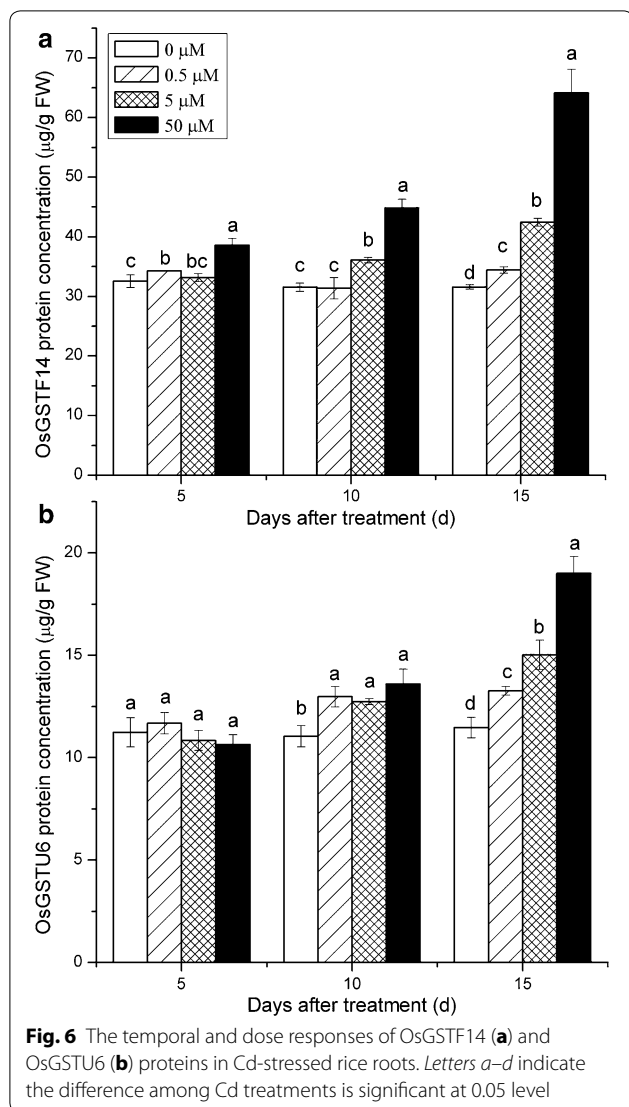 a
0 μM
0.5 μM
5 μM
50 μM
OsGSTF14 protein concentration (μg/g FW)
70
60
50
40
30
20
10
0
c b bc a
c c b a
d c b a
5 10 15
Days after treatment (d)
b
OsGSTU6 protein concentration (μg/g FW)
20
15
10
5
0
a a a a
b a a a
d c b a
5 10 15
Days after treatment (d)
Fig. 6 The temporal and dose responses of OsGSTF14 (a) and
OsGSTU6 (b) proteins in Cd-stressed rice roots. Letters a–d indicate
the difference among Cd treatments is significant at 0.05 level